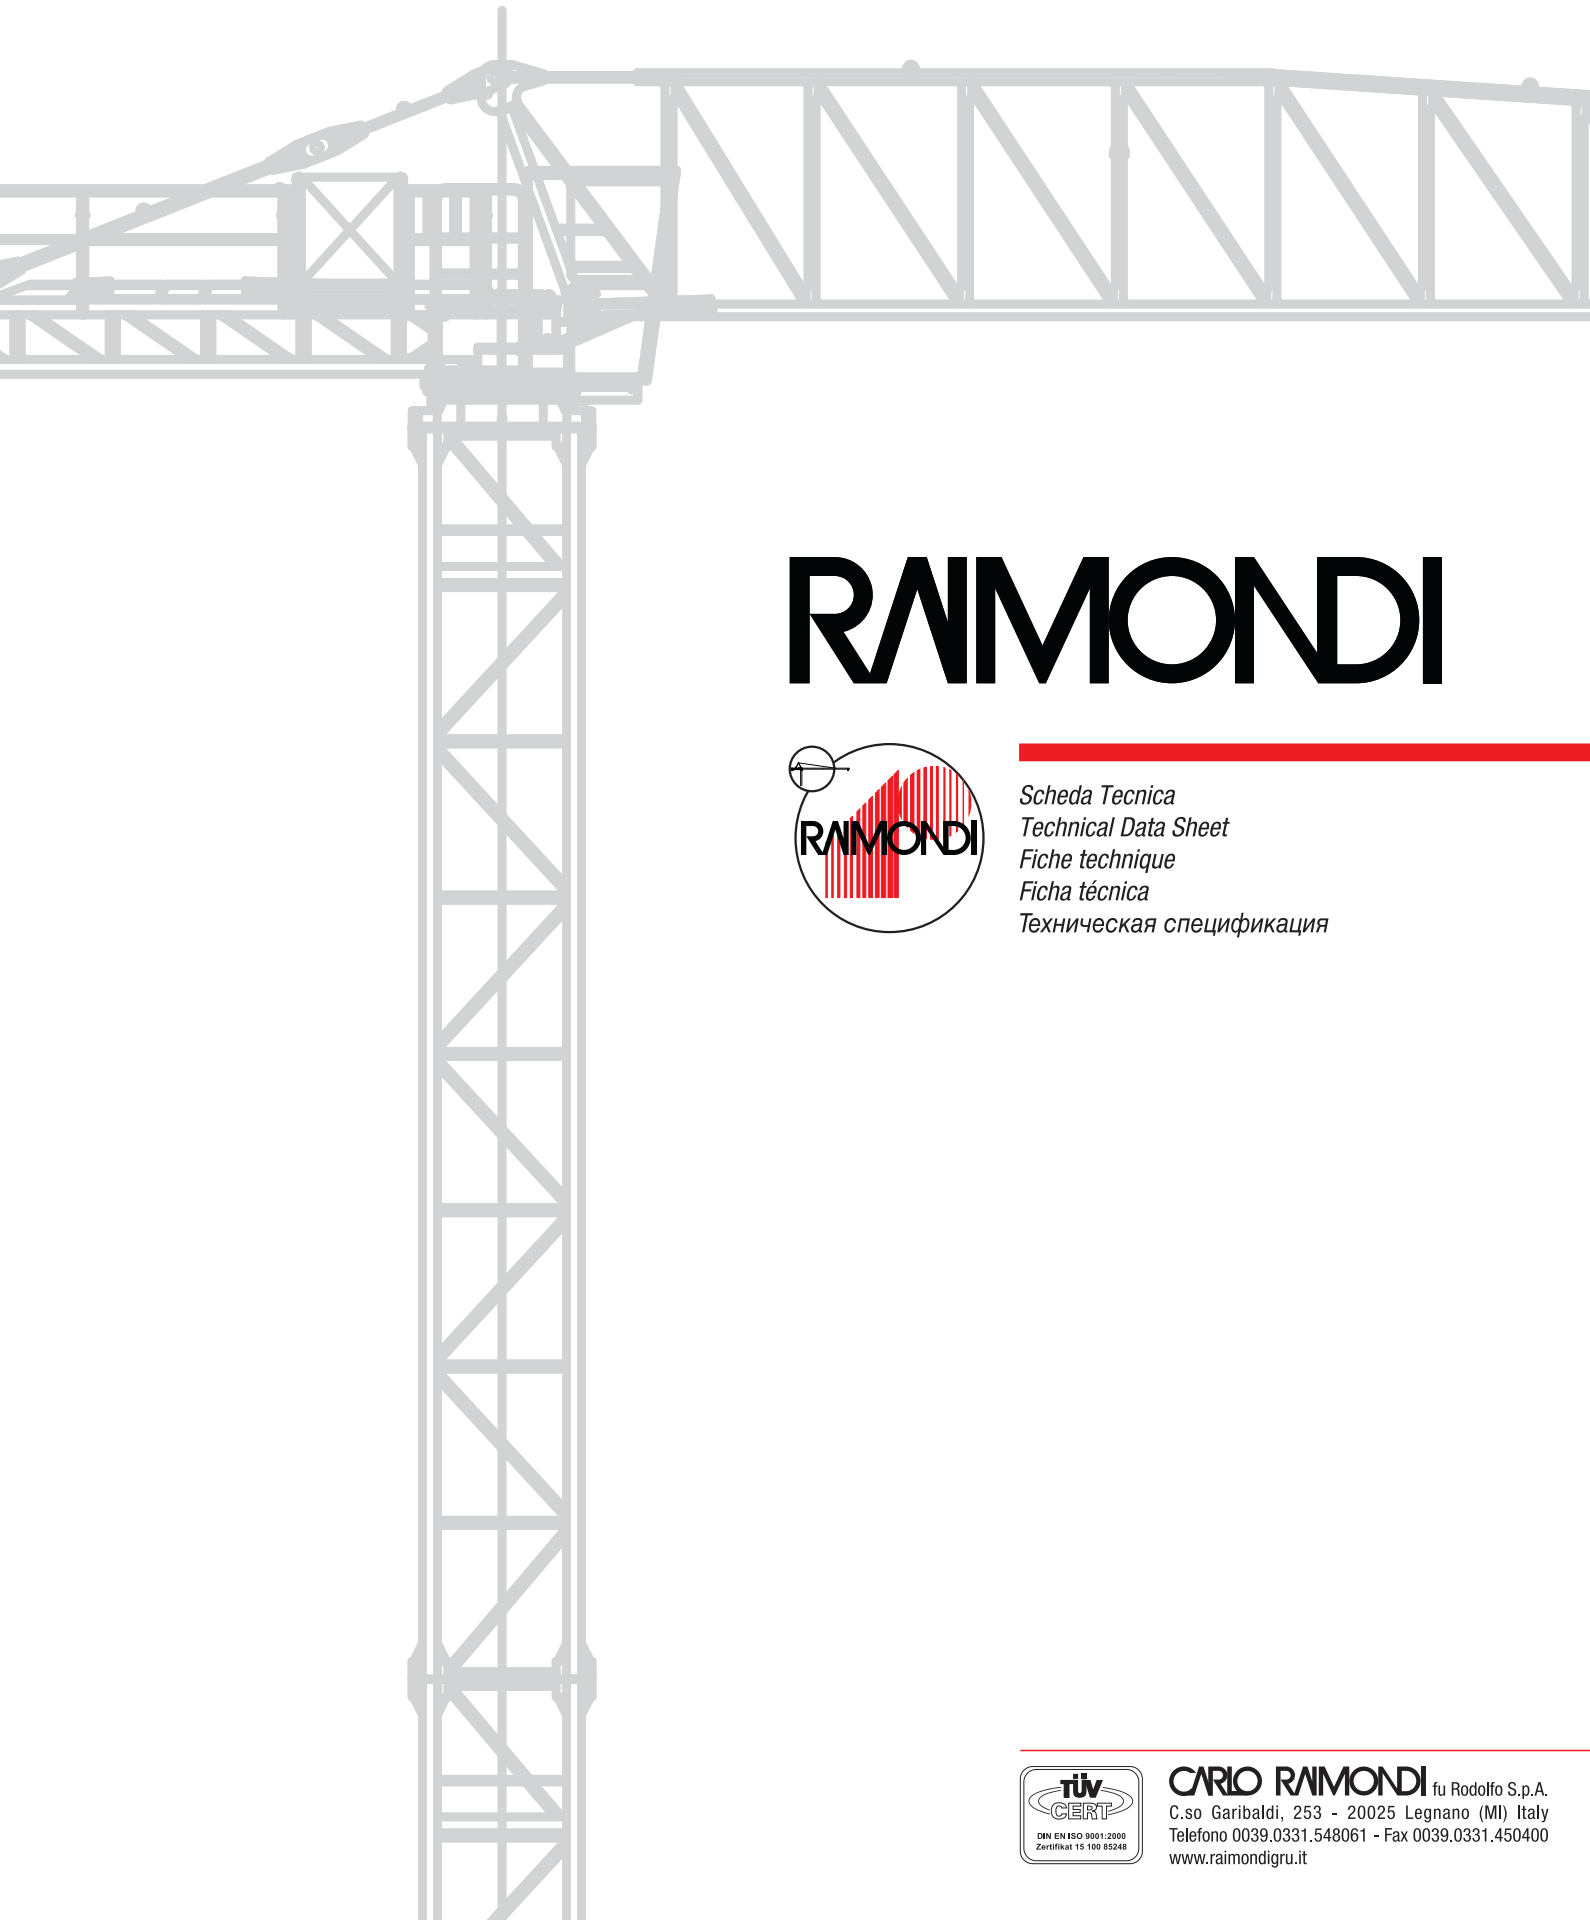 RAIMONDI
RAIMONDI
Scheda Tecnica
Technical Data Sheet
Fiche technique
Ficha técnica
Техническая спецификация
TÜV
CERT
DIN EN ISO 9001:2000
Zertifikat 15 100 85248
CARLO RAIMONDI fu Rodolfo S.p.A.
C.so Garibaldi, 253 - 20025 Legnano (MI) Italy
Telefono 0039.0331.548061 - Fax 0039.0331.450400
www.raimondigru.it